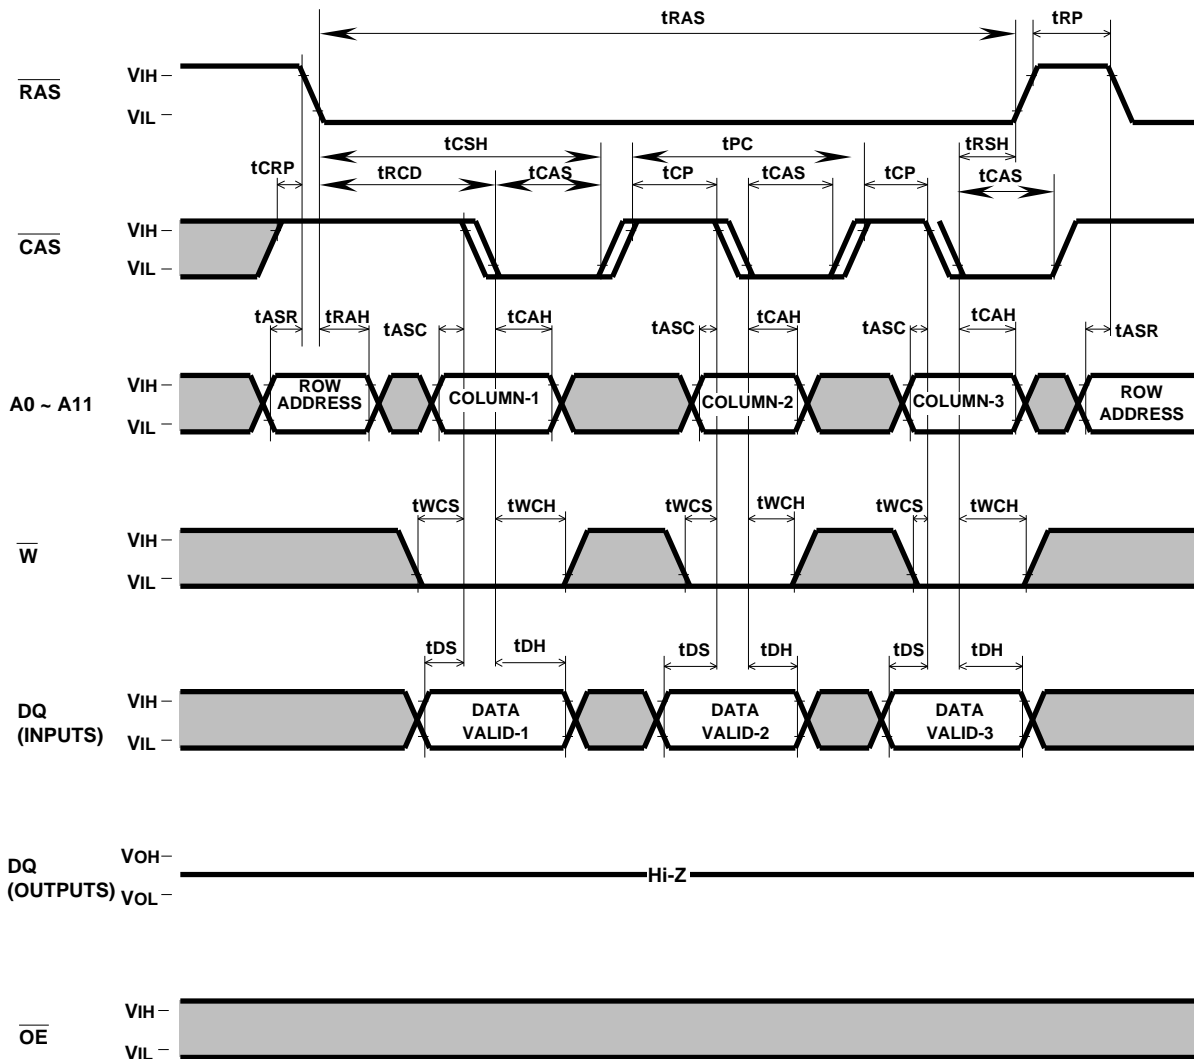 tRAS
tRP
RAS
VIH
VIL
tCSH
tPC
tRSH
tCRP
tRCD
tCAS
tCP
tCAS
tCP
tCAS
CAS
VIH
VIL
tASR
tRAH
tASC
tCAH
tASC
tCAH
tASC
tCAH
tASR
A0 ~ A11
VIH
VIL
ROW
ADDRESS
COLUMN-1
COLUMN-2
COLUMN-3
ROW
ADDRESS
tWCS
tWCH
tWCS
tWCH
tWCS
tWCH
W
VIH
VIL
tDS
tDH
tDS
tDH
tDS
tDH
DQ
(INPUTS)
VIH
VIL
DATA
VALID-1
DATA
VALID-2
DATA
VALID-3
DQ
(OUTPUTS)
VOH
VOL
Hi-Z
OE
VIH
VIL